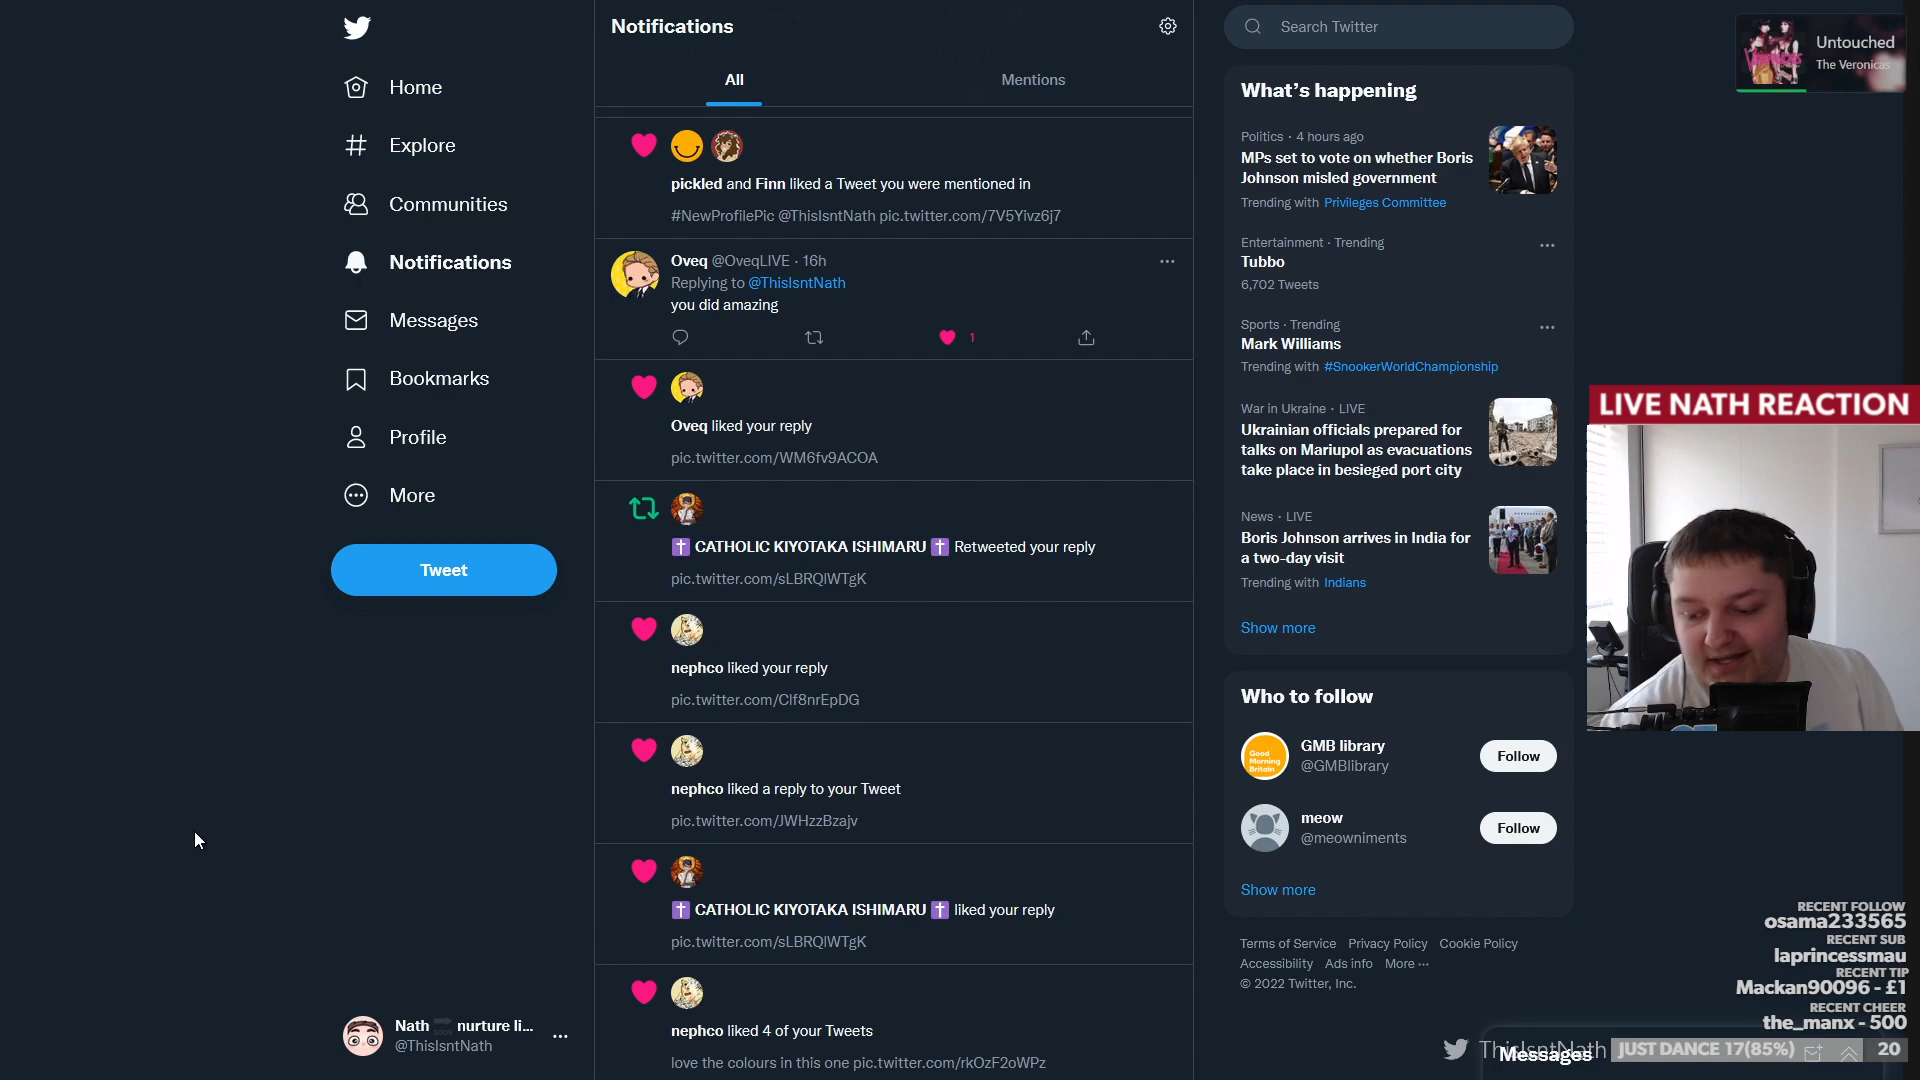 Home
Explore
Communities
Notifications
Messages
Bookmarks
Profile
More
Tweet
Nath nurture li...
@ThisIsntNath
Notifications
All
Mentions
pickled and Finn liked a Tweet you were mentioned in
#NewProfilePic @ThisIsntNath pic.twitter.com/7V5Yivz6j7
Oveq @OveqLIVE · 16h
Replying to @ThisIsntNath
you did amazing
1
Oveq liked your reply
pic.twitter.com/WM6fv9ACOA
CATHOLIC KIYOTAKA ISHIMARU Retweeted your reply
pic.twitter.com/sLBRQlWTgK
nephco liked your reply
pic.twitter.com/Clf8nrEpDG
nephco liked a reply to your Tweet
pic.twitter.com/JWHzzBzajv
CATHOLIC KIYOTAKA ISHIMARU liked your reply
pic.twitter.com/sLBRQlWTgK
nephco liked 4 of your Tweets
love the colours in this one pic.twitter.com/rkOzF2oWPz
Search Twitter
What's happening
Politics · 4 hours ago
MPs set to vote on whether Boris
Johnson misled government
Trending with Privileges Committee
Entertainment · Trending
Tubbo
6,702 Tweets
Sports · Trending
Mark Williams
Trending with #SnookerWorldChampionship
War in Ukraine · LIVE
Ukrainian officials prepared for
talks on Mariupol as evacuations
take place in besieged port city
News · LIVE
Boris Johnson arrives in India for
a two-day visit
Trending with Indians
Show more
Who to follow
Good
Morning
Britain
GMB library
@GMBlibrary
Follow
meow
@meowniments
Follow
Show more
Terms of Service Privacy Policy Cookie Policy
Accessibility Ads info More ···
© 2022 Twitter, Inc.
Untouched
The Veronicas
LIVE NATH REACTION
RECENT FOLLOW
osama233565
RECENT SUB
laprincessmau
RECENT TIP
Mackan90096 - £1
RECENT CHEER
the_manx - 500
ThisIsntNath
Messages
JUST DANCE 17(85%)
20